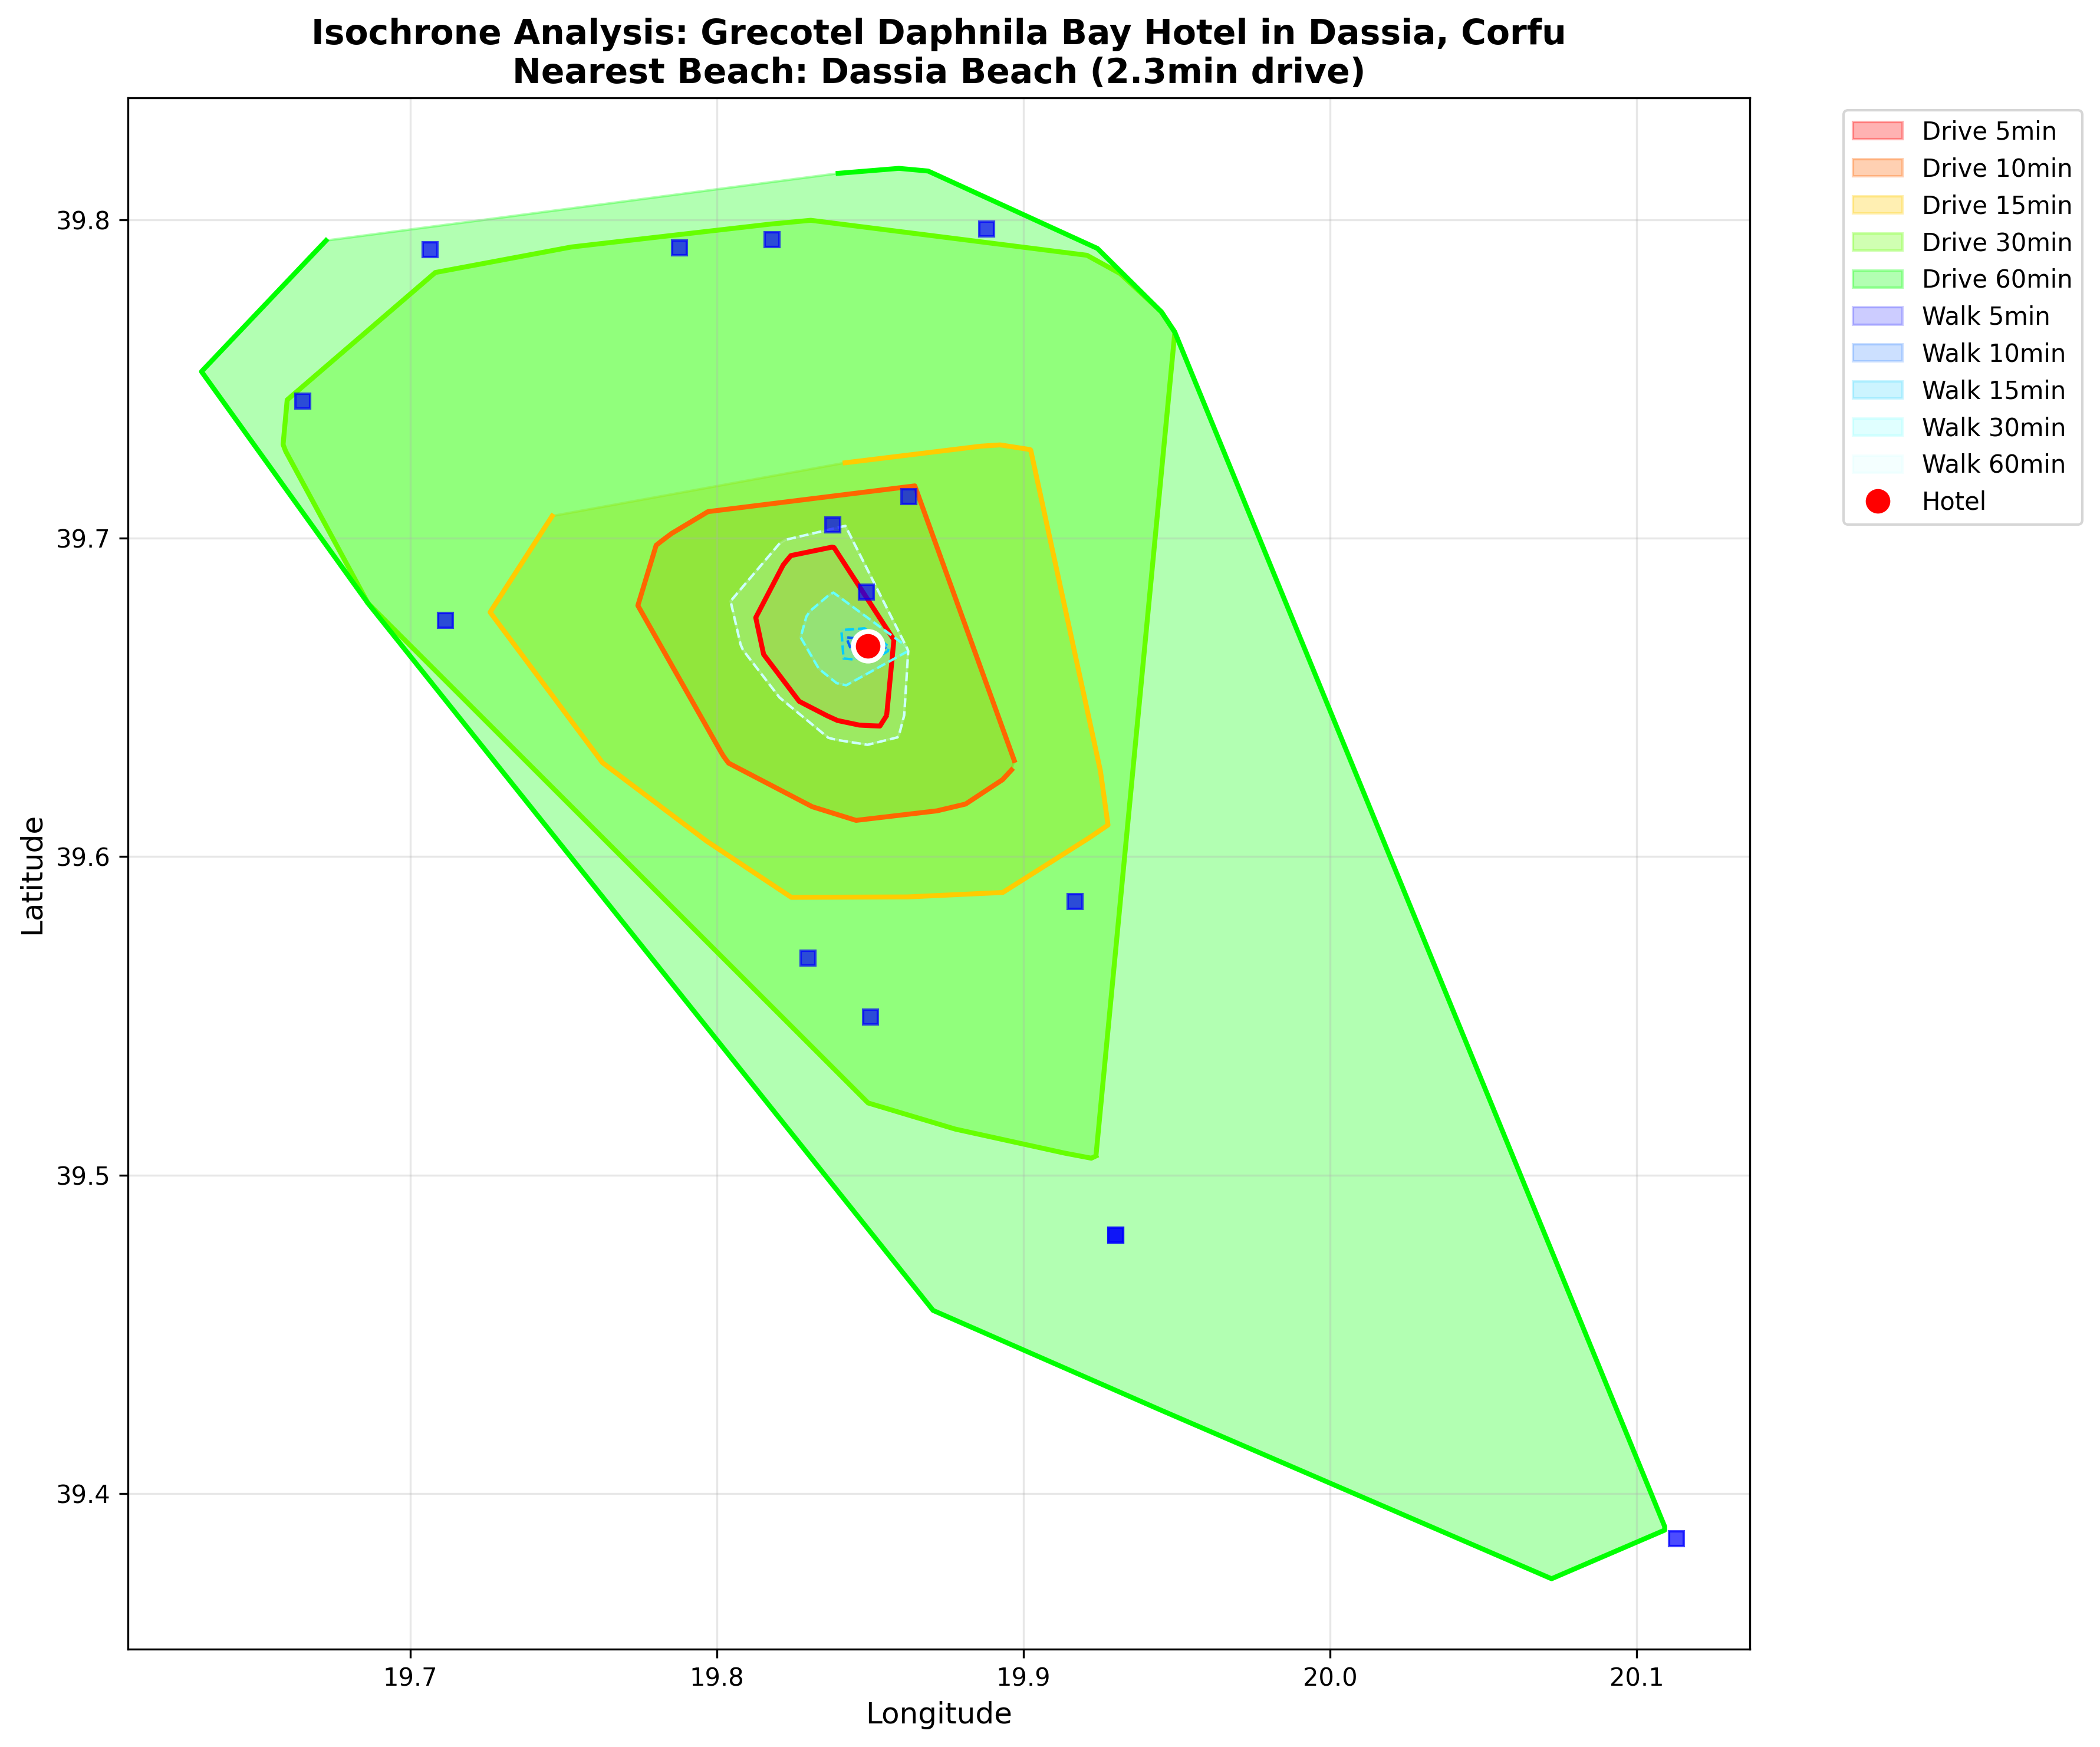 Isochrone Analysis: Grecotel Daphnila Bay Hotel in Dassia, Corfu
Nearest Beach: Dassia Beach (2.3min drive)
Drive 5min
Drive 10min
Drive 15min
Drive 30min
Drive 60min
Walk 5min
Walk 10min
Walk 15min
Walk 30min
Walk 60min
Hotel
Latitude
39.8
39.7
39.6
39.5
39.4
19.7
19.8
19.9
20.0
20.1
Longitude